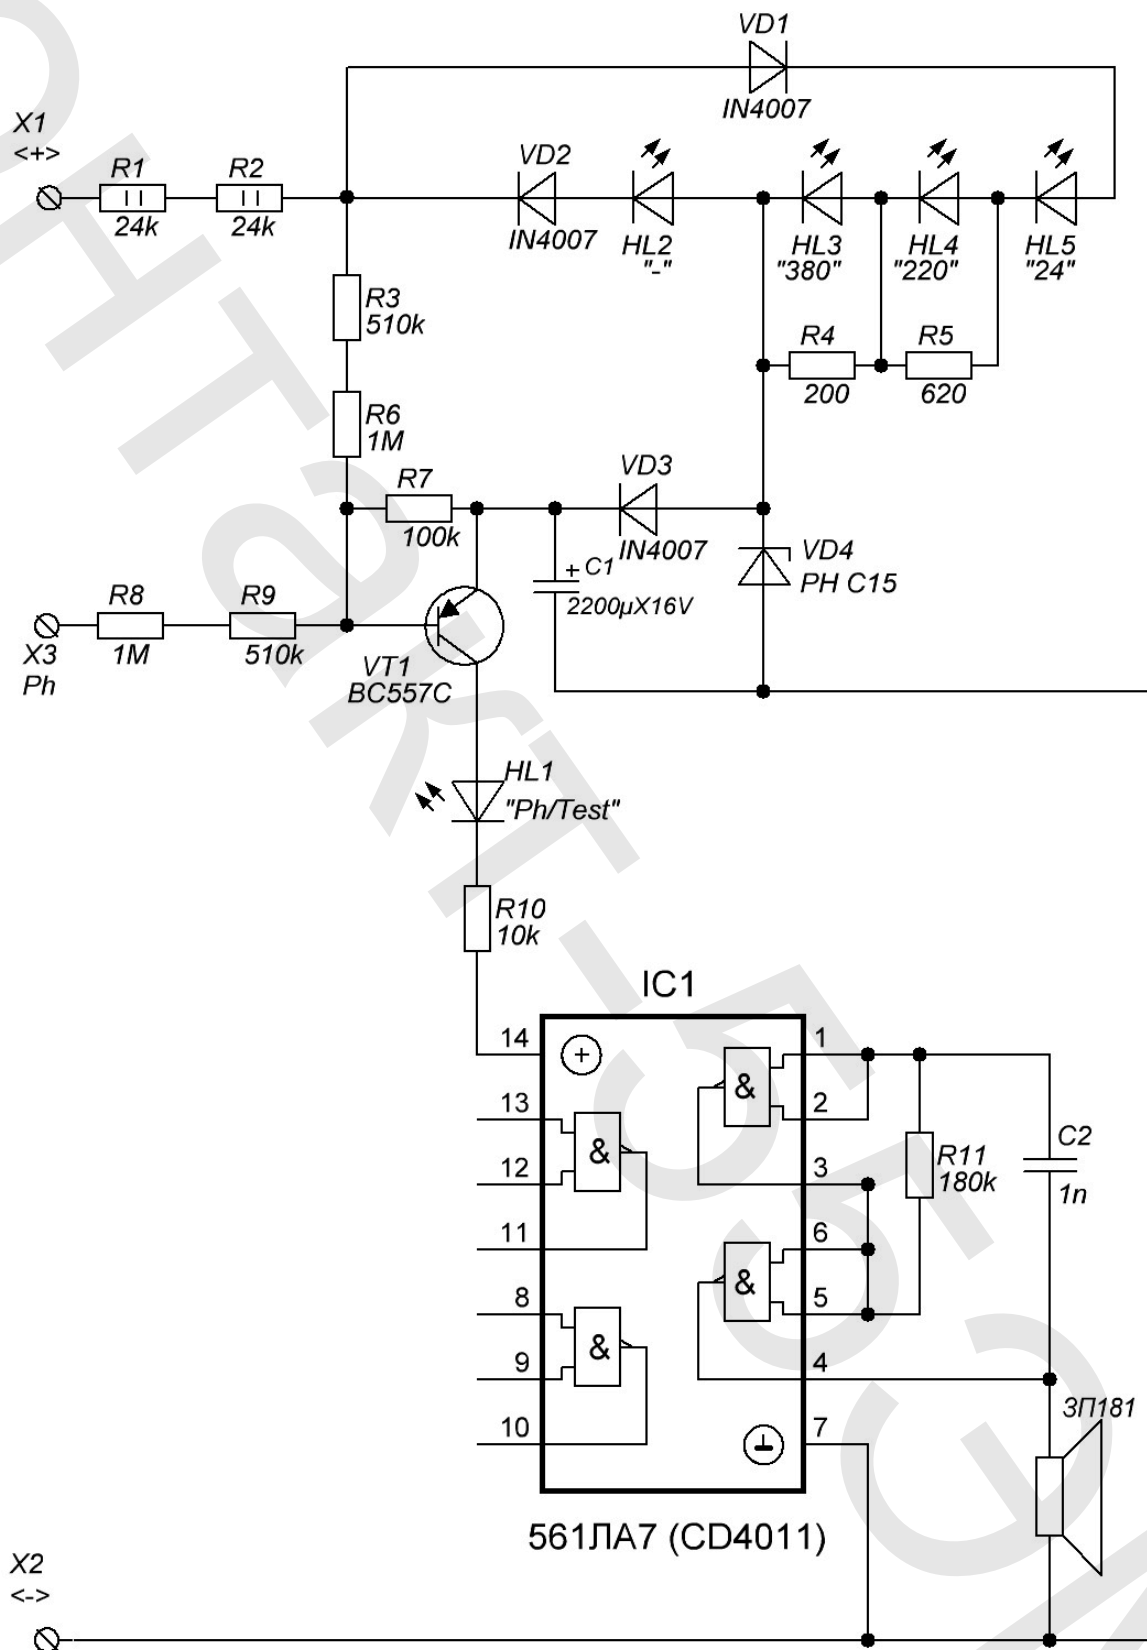 VD1
IN4007
X1
<+>
R1
24k
R2
24k
VD2
IN4007
HL2
"-"
HL3
"380"
HL4
"220"
HL5
"24"
R3
510k
R4
200
R5
620
R6
1M
R7
100k
VD3
IN4007
VD4
PH C15
+ C1
2200µX16V
R8
1M
R9
510k
X3
Ph
VT1
BC557C
HL1
"Ph/Test"
R10
10k
IC1
14
+
1
&
2
13
&
12
3
R11
180k
C2
1n
11
6
&
5
8
&
9
4
10
7
ЗП181
561ЛА7 (CD4011)
X2
<->